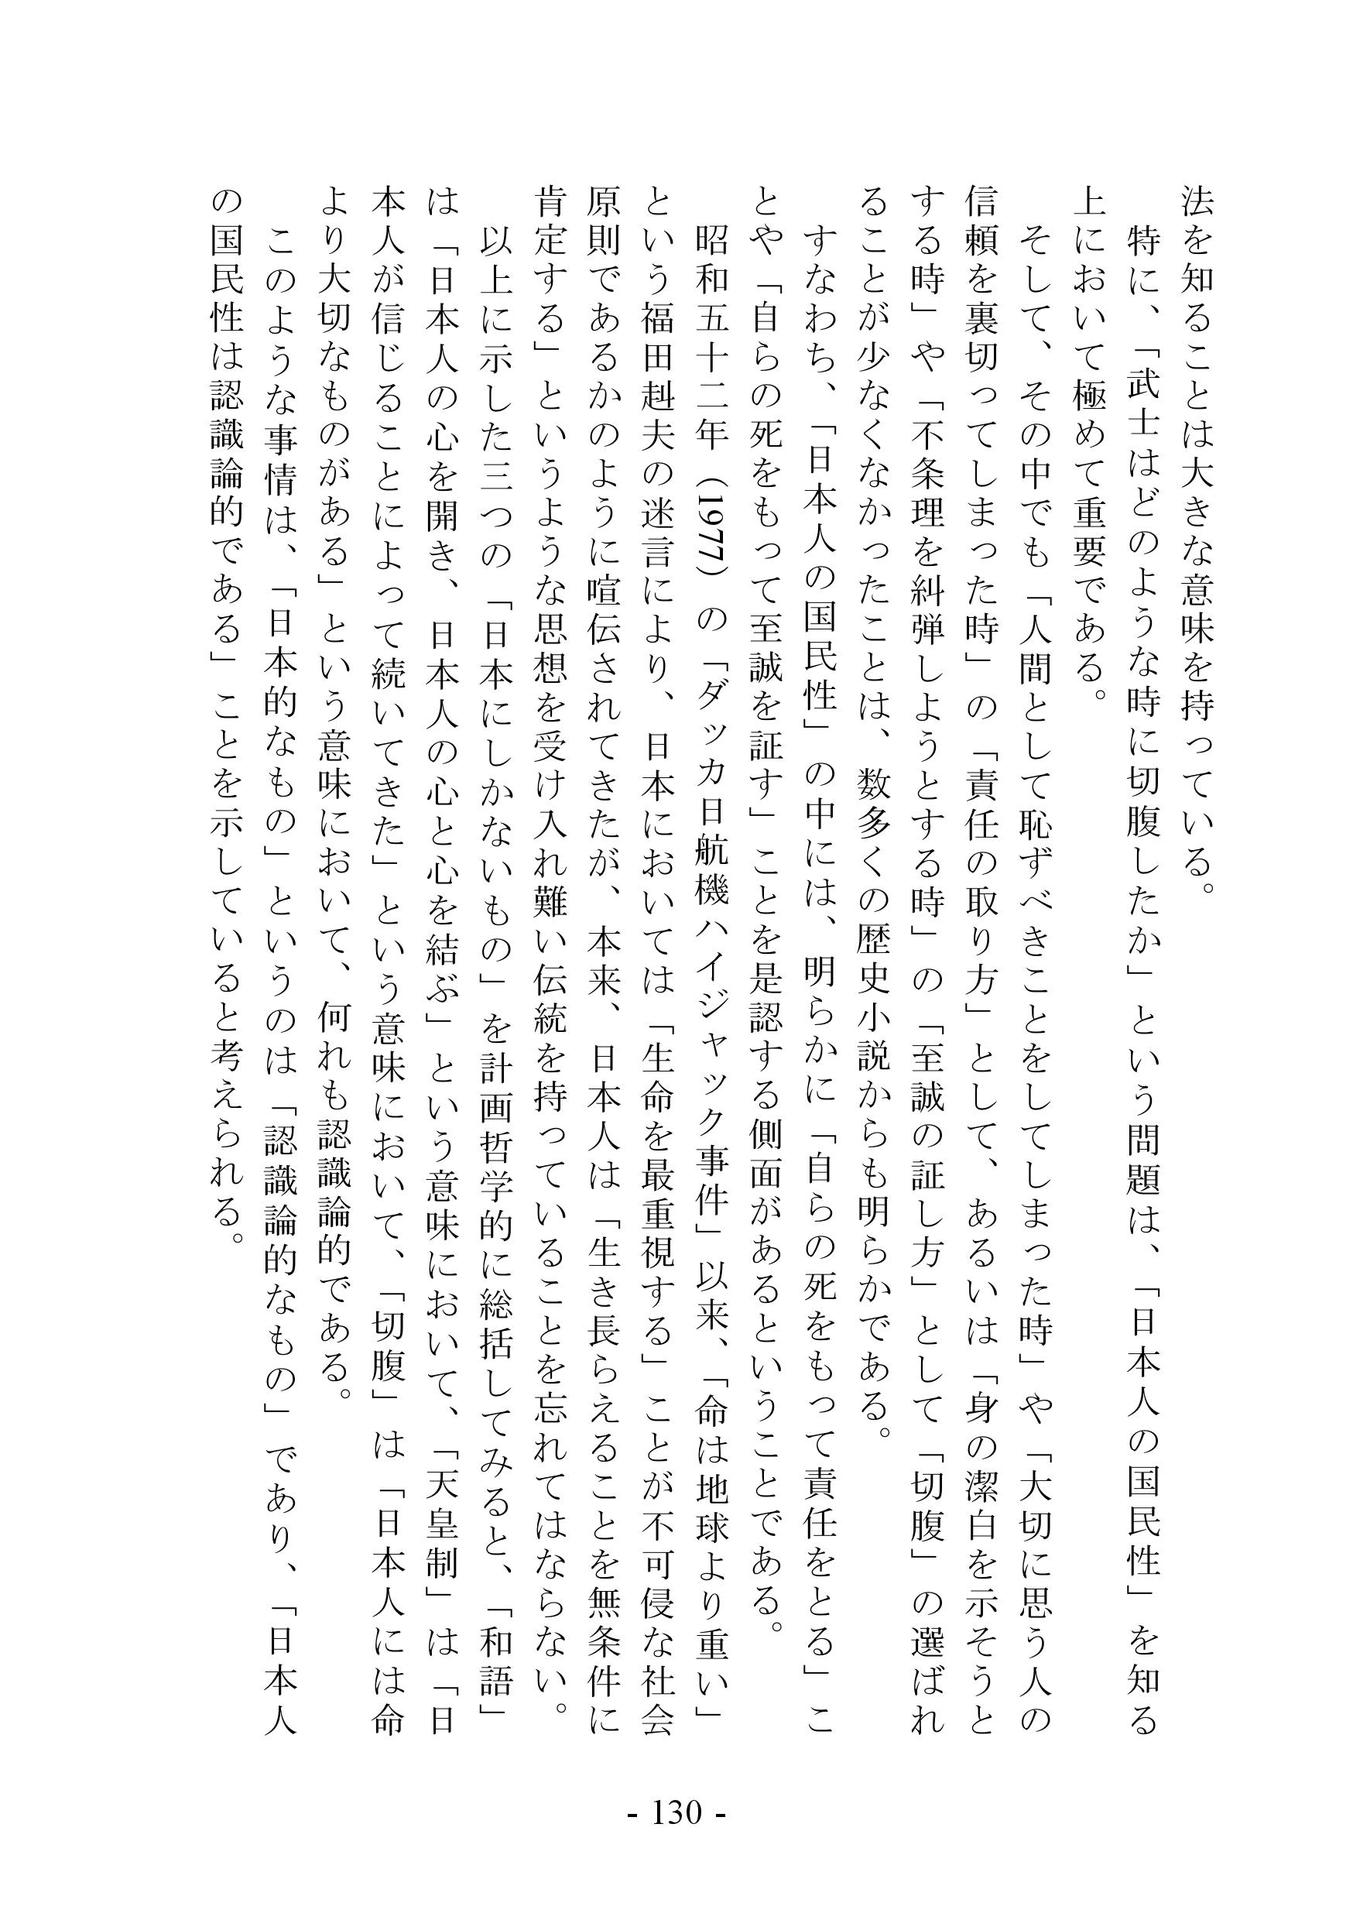 法を知ることは大きな意味を持っている。
特に、「武士はどのような時に切腹したか」という問題は、「日本人の国民性」を知る
上において極めて重要である。
そして、その中でも「人間として恥ずべきことをしてしまった時」や「大切に思う人の
信頼を裏切ってしまった時」の「責任の取り方」として、あるいは「身の潔白を示そうと
する時」や「不条理を糾弾しようとする時」の「至誠の証し方」として「切腹」の選ばれ
ることが少なくなかったことは、数多くの歴史小説からも明らかである。
すなわち、「日本人の国民性」の中には、明らかに「自らの死をもって責任をとる」こ
とや「自らの死をもって至誠を証す」ことを是認する側面があるということである。
昭和五十二年（1977）の「ダッカ日航機ハイジャック事件」以来、「命は地球より重い」
という福田赳夫の迷言により、日本においては「生命を最重視する」ことが不可侵な社会
原則であるかのように喧伝されてきたが、本来、日本人は「生き長らえることを無条件に
肯定する」というような思想を受け入れ難い伝統を持っていることを忘れてはならない。
以上に示した三つの「日本にしかないもの」を計画哲学的に総括してみると、「和語」
は「日本人の心を開き、日本人の心と心を結ぶ」という意味において、「天皇制」は「日
本人が信じることによって続いてきた」という意味において、「切腹」は「日本人には命
より大切なものがある」という意味において、何れも認識論的である。
このような事情は、「日本的なもの」というのは「認識論的なもの」であり、「日本人
の国民性は認識論的である」ことを示していると考えられる。
- 130 -